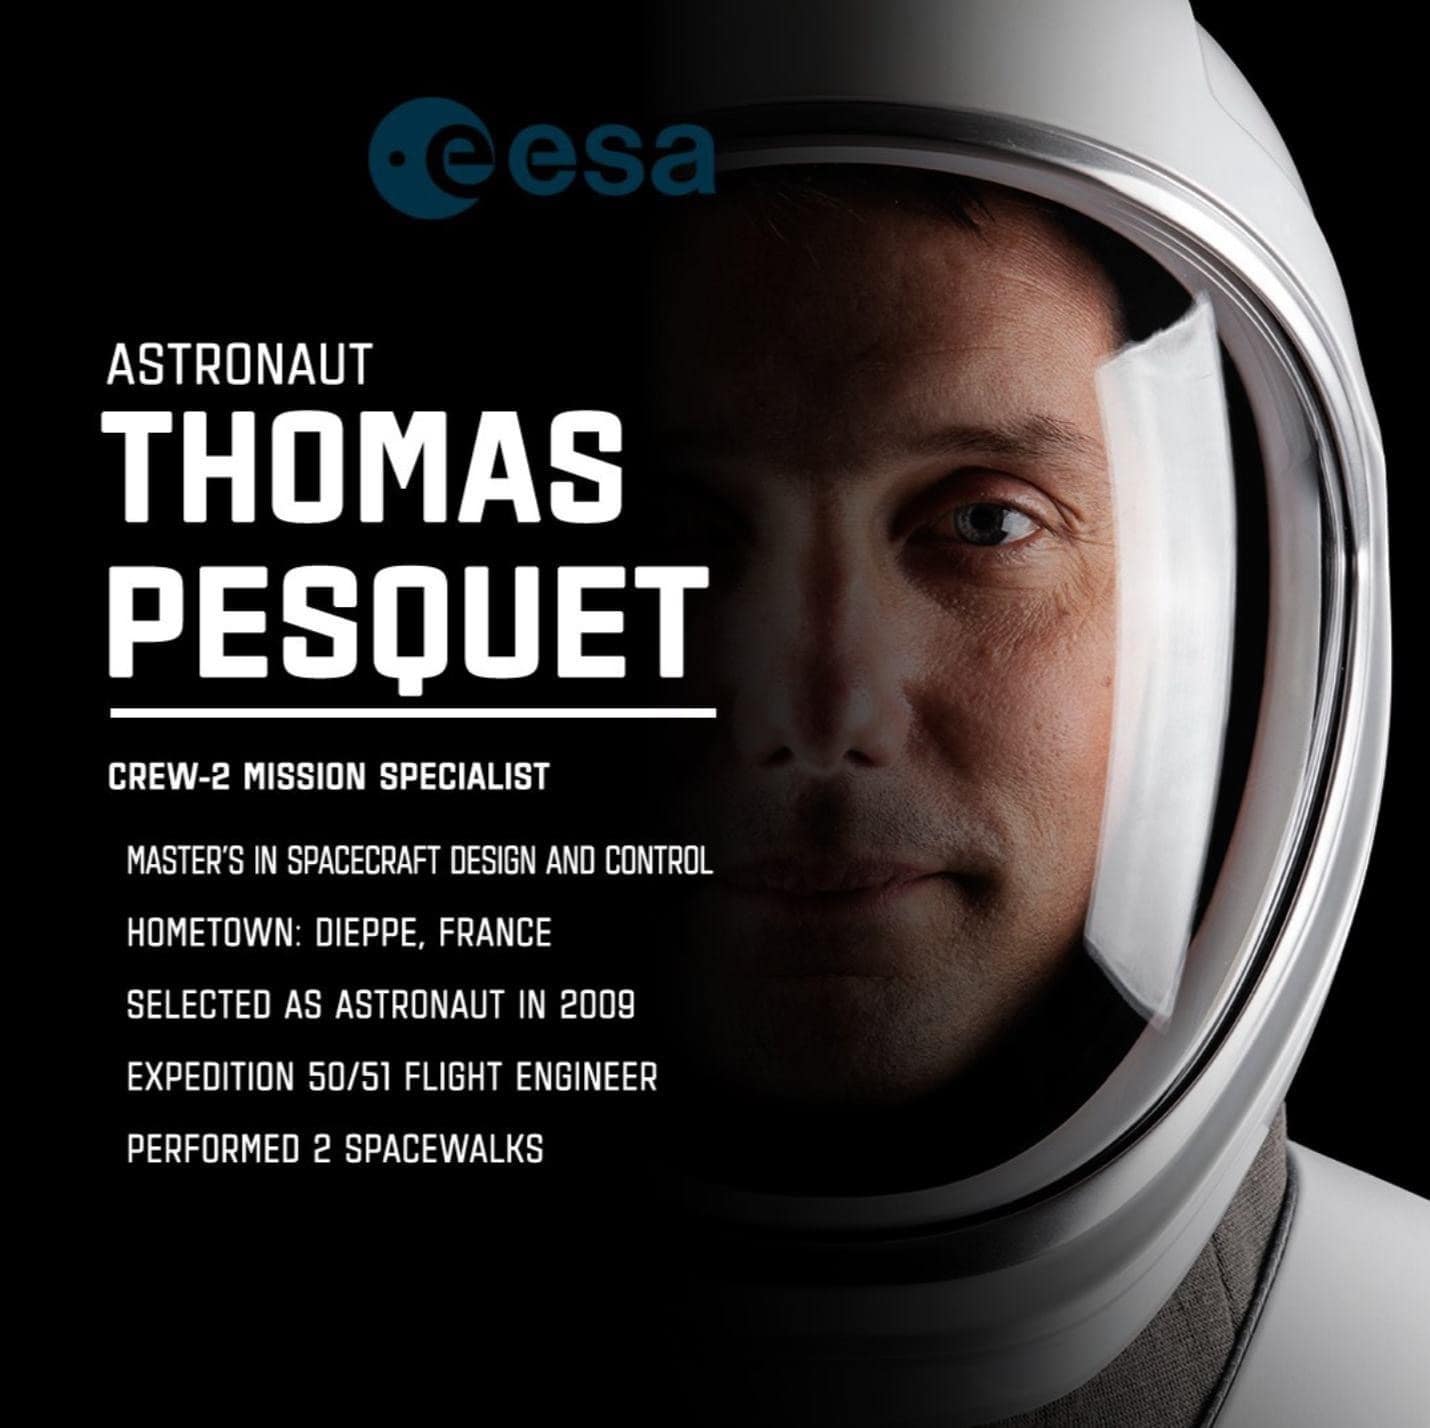 esa
ASTRONAUT
THOMAS
PESQUET
CREW-2 MISSION SPECIALIST
MASTER'S IN SPACECRAFT DESIGN AND CONTROL
HOMETOWN: DIEPPE, FRANCE
SELECTED AS ASTRONAUT IN 2009
EXPEDITION 50/51 FLIGHT ENGINEER
PERFORMED 2 SPACEWALKS